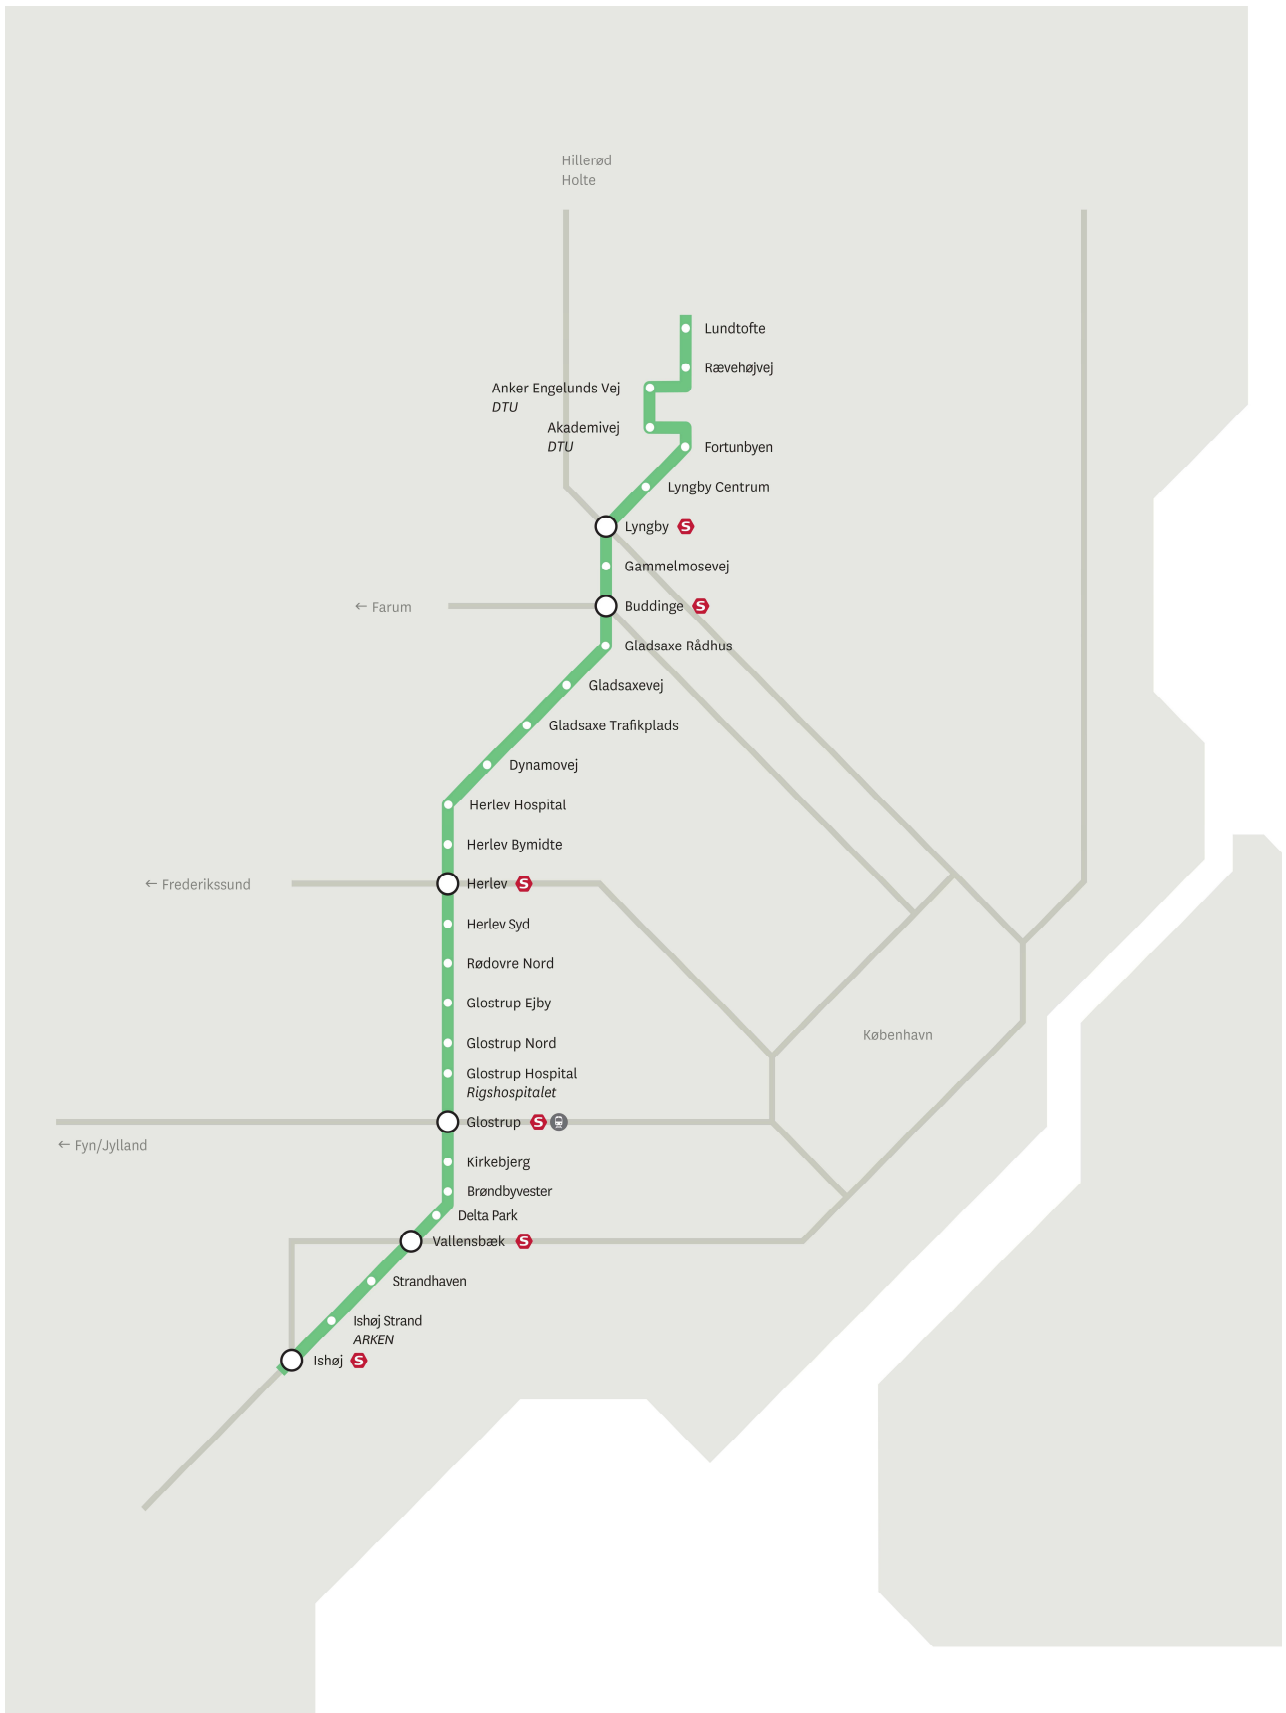 Hillerød
Holte
Lundtofte
Rævehøjvej
Anker Engelunds Vej
DTU
Akademivej
DTU
Fortunbyen
Lyngby Centrum
Lyngby S
Gammelmosevej
← Farum
Buddinge S
Gladsaxe Rådhus
Gladsaxevej
Gladsaxe Trafikplads
Dynamovej
Herlev Hospital
Herlev Bymidte
← Frederikssund
Herlev S
Herlev Syd
Rødovre Nord
Glostrup Ejby
København
Glostrup Nord
Glostrup Hospital
Rigshospitalet
Glostrup S
← Fyn/Jylland
Kirkebjerg
Brøndbyvester
Delta Park
Vallensbæk S
Strandhaven
Ishøj Strand
ARKEN
Ishøj S